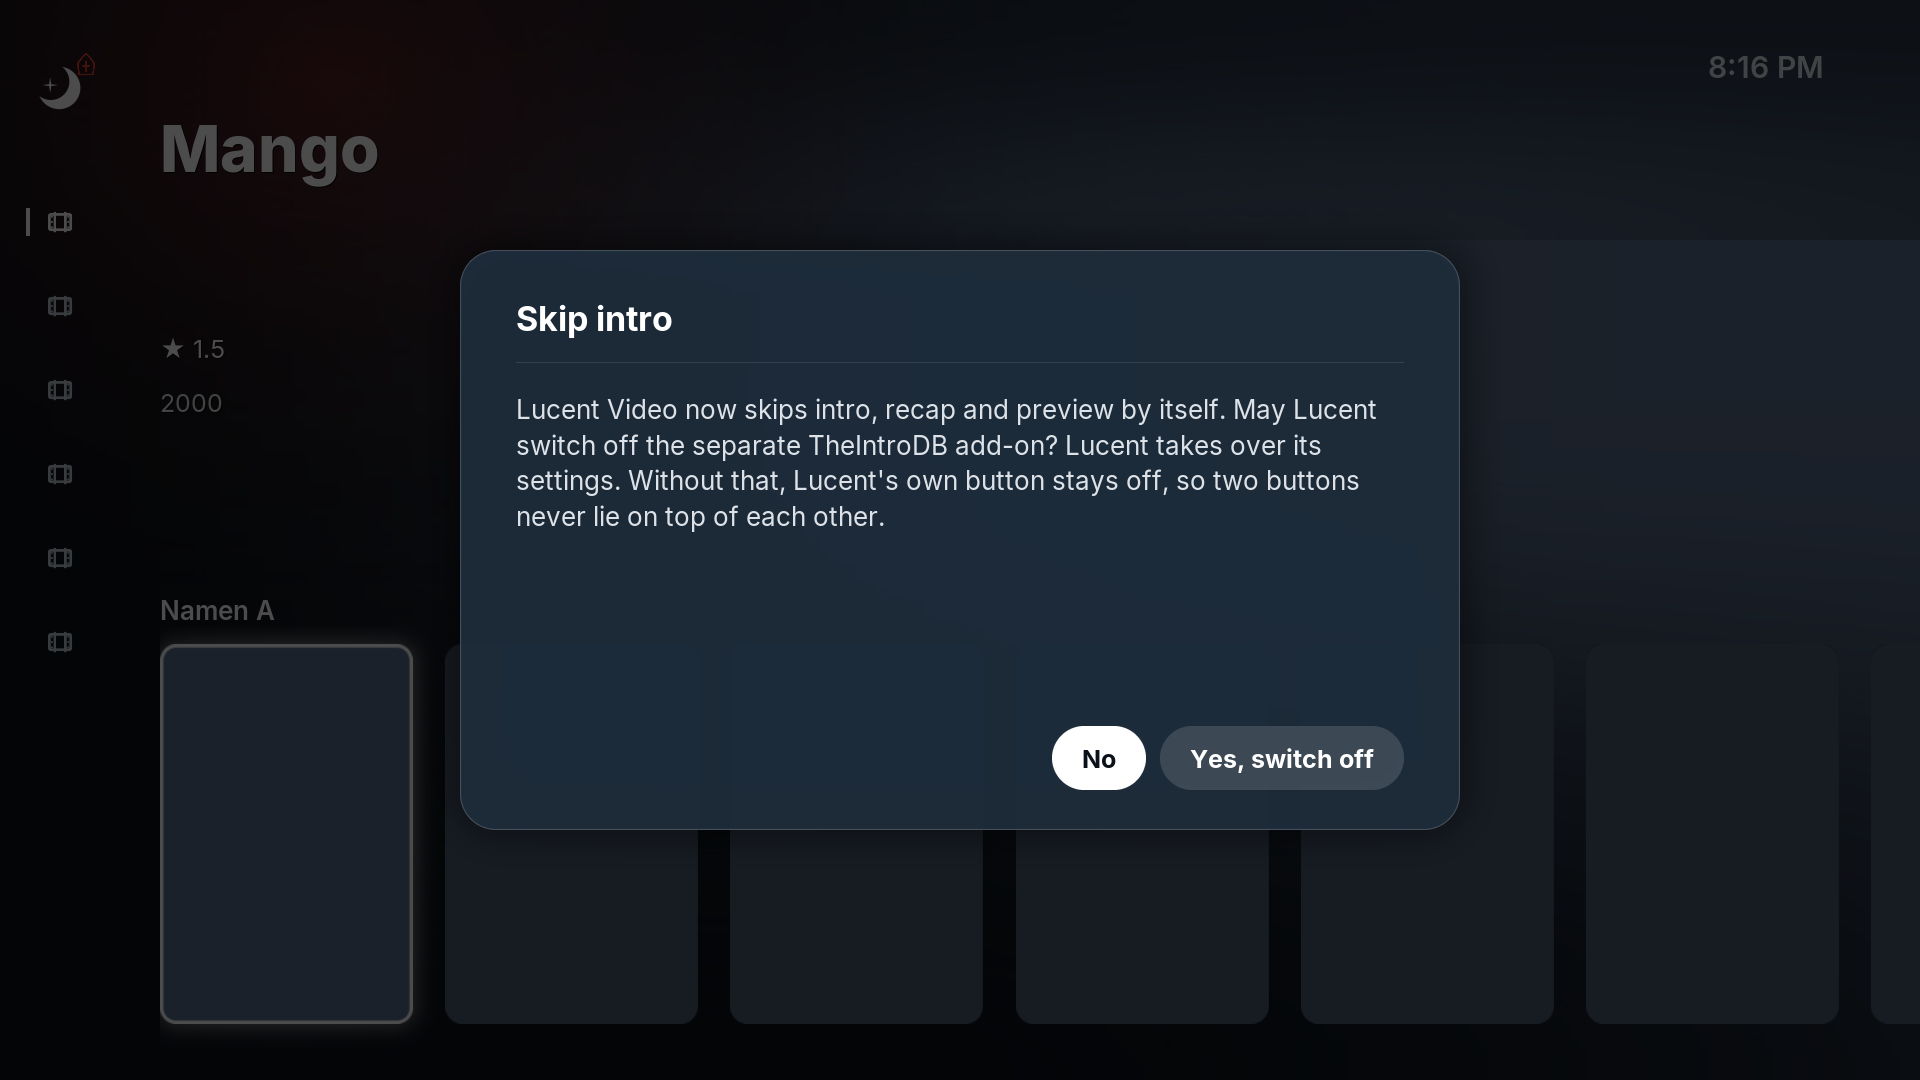 8:16 PM
Mango
★ 1.5
2000
Skip intro
Lucent Video now skips intro, recap and preview by itself. May Lucent
switch off the separate TheIntroDB add-on? Lucent takes over its
settings. Without that, Lucent's own button stays off, so two buttons
never lie on top of each other.
Namen A
No
Yes, switch off